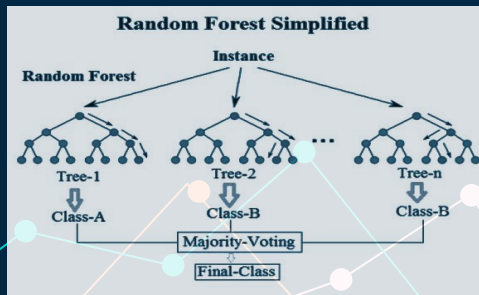 Random Forest Simplified
Instance
Random Forest
...
Tree-1 Tree-2 Tree-n
Class-A Class-B Class-B
Majority-Voting
Final-Class